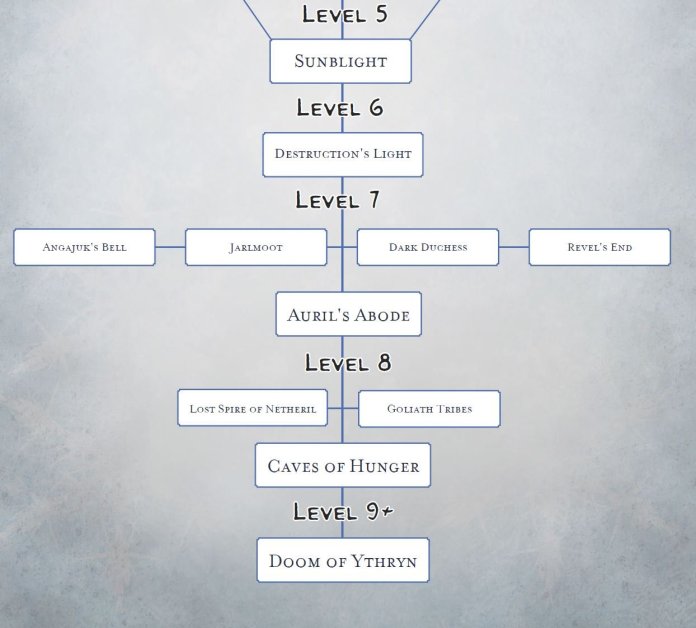 Level 5
Sunblight
Level 6
Destruction's Light
Level 7
Angajuk's Bell
Jarlmoot
Dark Duchess
Revel's End
Auril's Abode
Level 8
Lost Spire of Netheril
Goliath Tribes
Caves of Hunger
Level 9+
Doom of Ythryn